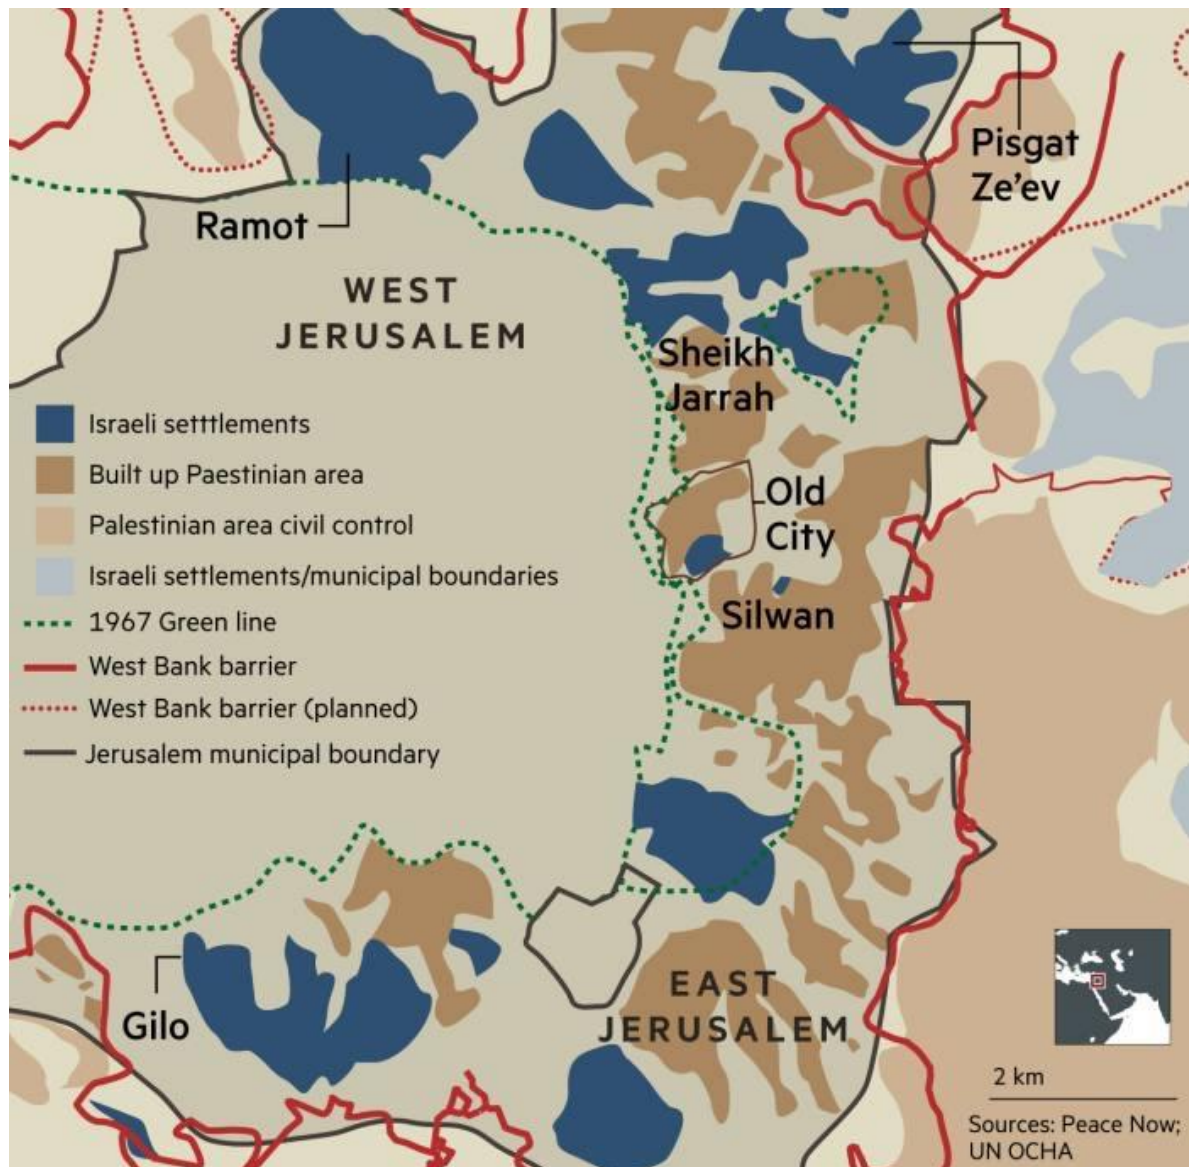 Pisgat
Ze'ev
Ramot
WEST
JERUSALEM
Sheikh
Jarrah
Israeli setttlements
Built up Paestinian area
Palestinian area civil control
Israeli settlements/municipal boundaries
1967 Green line
West Bank barrier
West Bank barrier (planned)
Jerusalem municipal boundary
Old
City
Silwan
Gilo
EAST
JERUSALEM
2 km
Sources: Peace Now;
UN OCHA